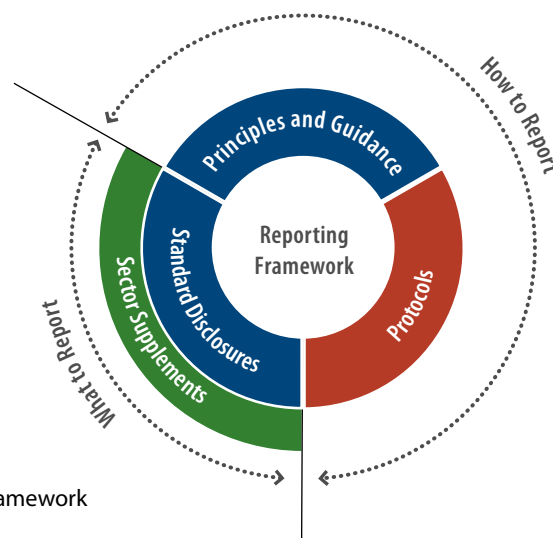 How to Report
Principles and Guidance
Reporting
Framework
Standard Disclosures
Sector Supplements
Protocols
What to Report
amework